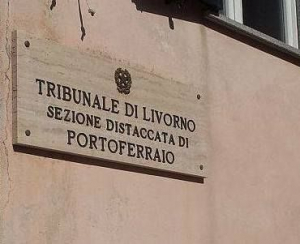 TRIBUNALE DI LIVORNO
SEZIONE DISTACCATA DI
PORTOFERRAIO